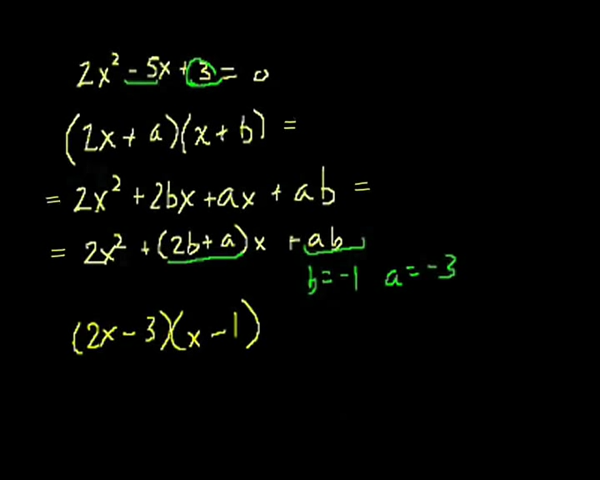 2x² - 5x + 3 = 0
(2x + a)(x + b) =
= 2x² + 2bx + ax + ab =
= 2x² + (2b + a)x + ab
b = -1 a = -3
(2x - 3)(x - 1)